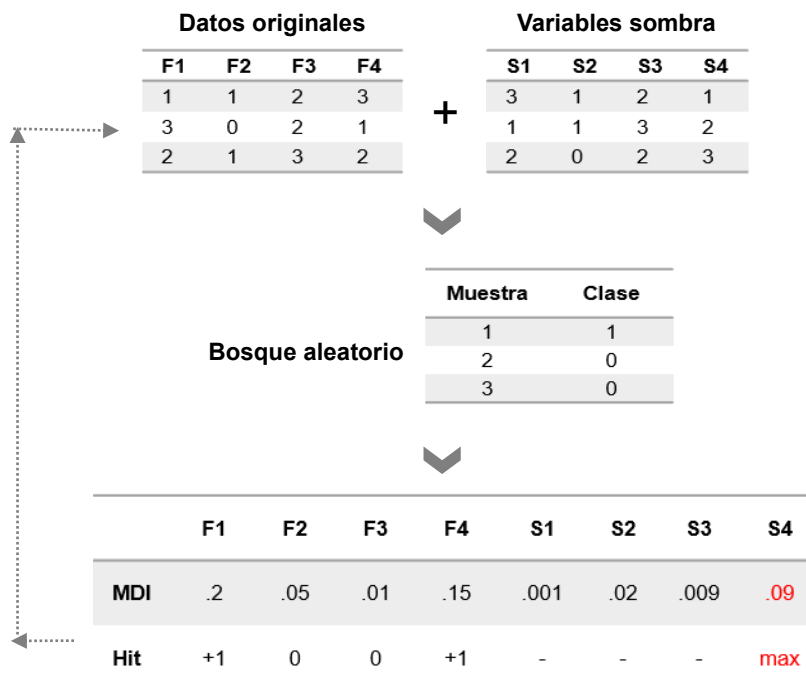 Datos originales
Variables sombra
F1 F2 F3 F4
1 1 2 3
3 0 2 1
2 1 3 2
+
S1 S2 S3 S4
3 1 2 1
1 1 3 2
2 0 2 3
Bosque aleatorio
Muestra Clase
1 1
2 0
3 0
F1 F2 F3 F4 S1 S2 S3 S4
MDI .2 .05 .01 .15 .001 .02 .009 .09
Hit +1 0 0 +1 - - - max